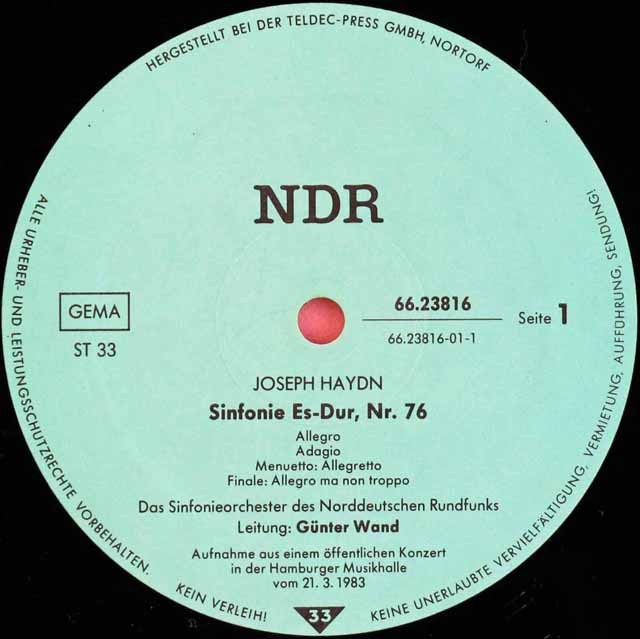 HERGESTELLT BEI DER TELDEC-PRESS GMBH, NORTORF
NDR
GEMA
ST 33
66.23816
66.23816-01-1
Seite 1
JOSEPH HAYDN
Sinfonie Es-Dur, Nr. 76
Allegro
Adagio
Menuetto: Allegretto
Finale: Allegro ma non troppo
Das Sinfonieorchester des Norddeutschen Rundfunks
Leitung: Günter Wand
Aufnahme aus einem öffentlichen Konzert
in der Hamburger Musikhalle
vom 21. 3. 1983
ALLE URHEBER- UND LEISTUNGSSCHUTZRECHTE VORBEHALTEN.
KEIN VERLEIH!
33
KEINE UNERLAUBTE VERVIELFÄLTIGUNG, VERMIETUNG, AUFFÜHRUNG, SENDUNG!